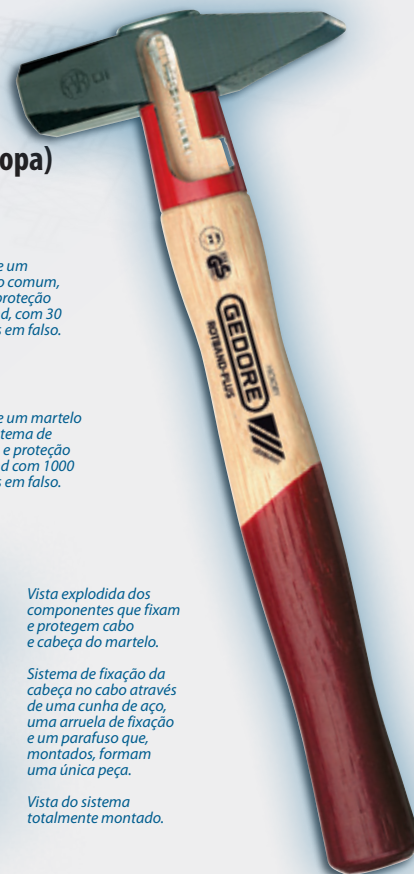 opa)
e um
o comum,
proteção
d, com 30
s em falso.
e um martelo
tema de
e proteção
d com 1000
s em falso.
GS
GEDORE
ROTBAND-PLUS
HICKORY
Vista explodida dos
componentes que fixam
e protegem cabo
e cabeça do martelo.
Sistema de fixação da
cabeça no cabo através
de uma cunha de aço,
uma arruela de fixação
e um parafuso que,
montados, formam
uma única peça.
Vista do sistema
totalmente montado.